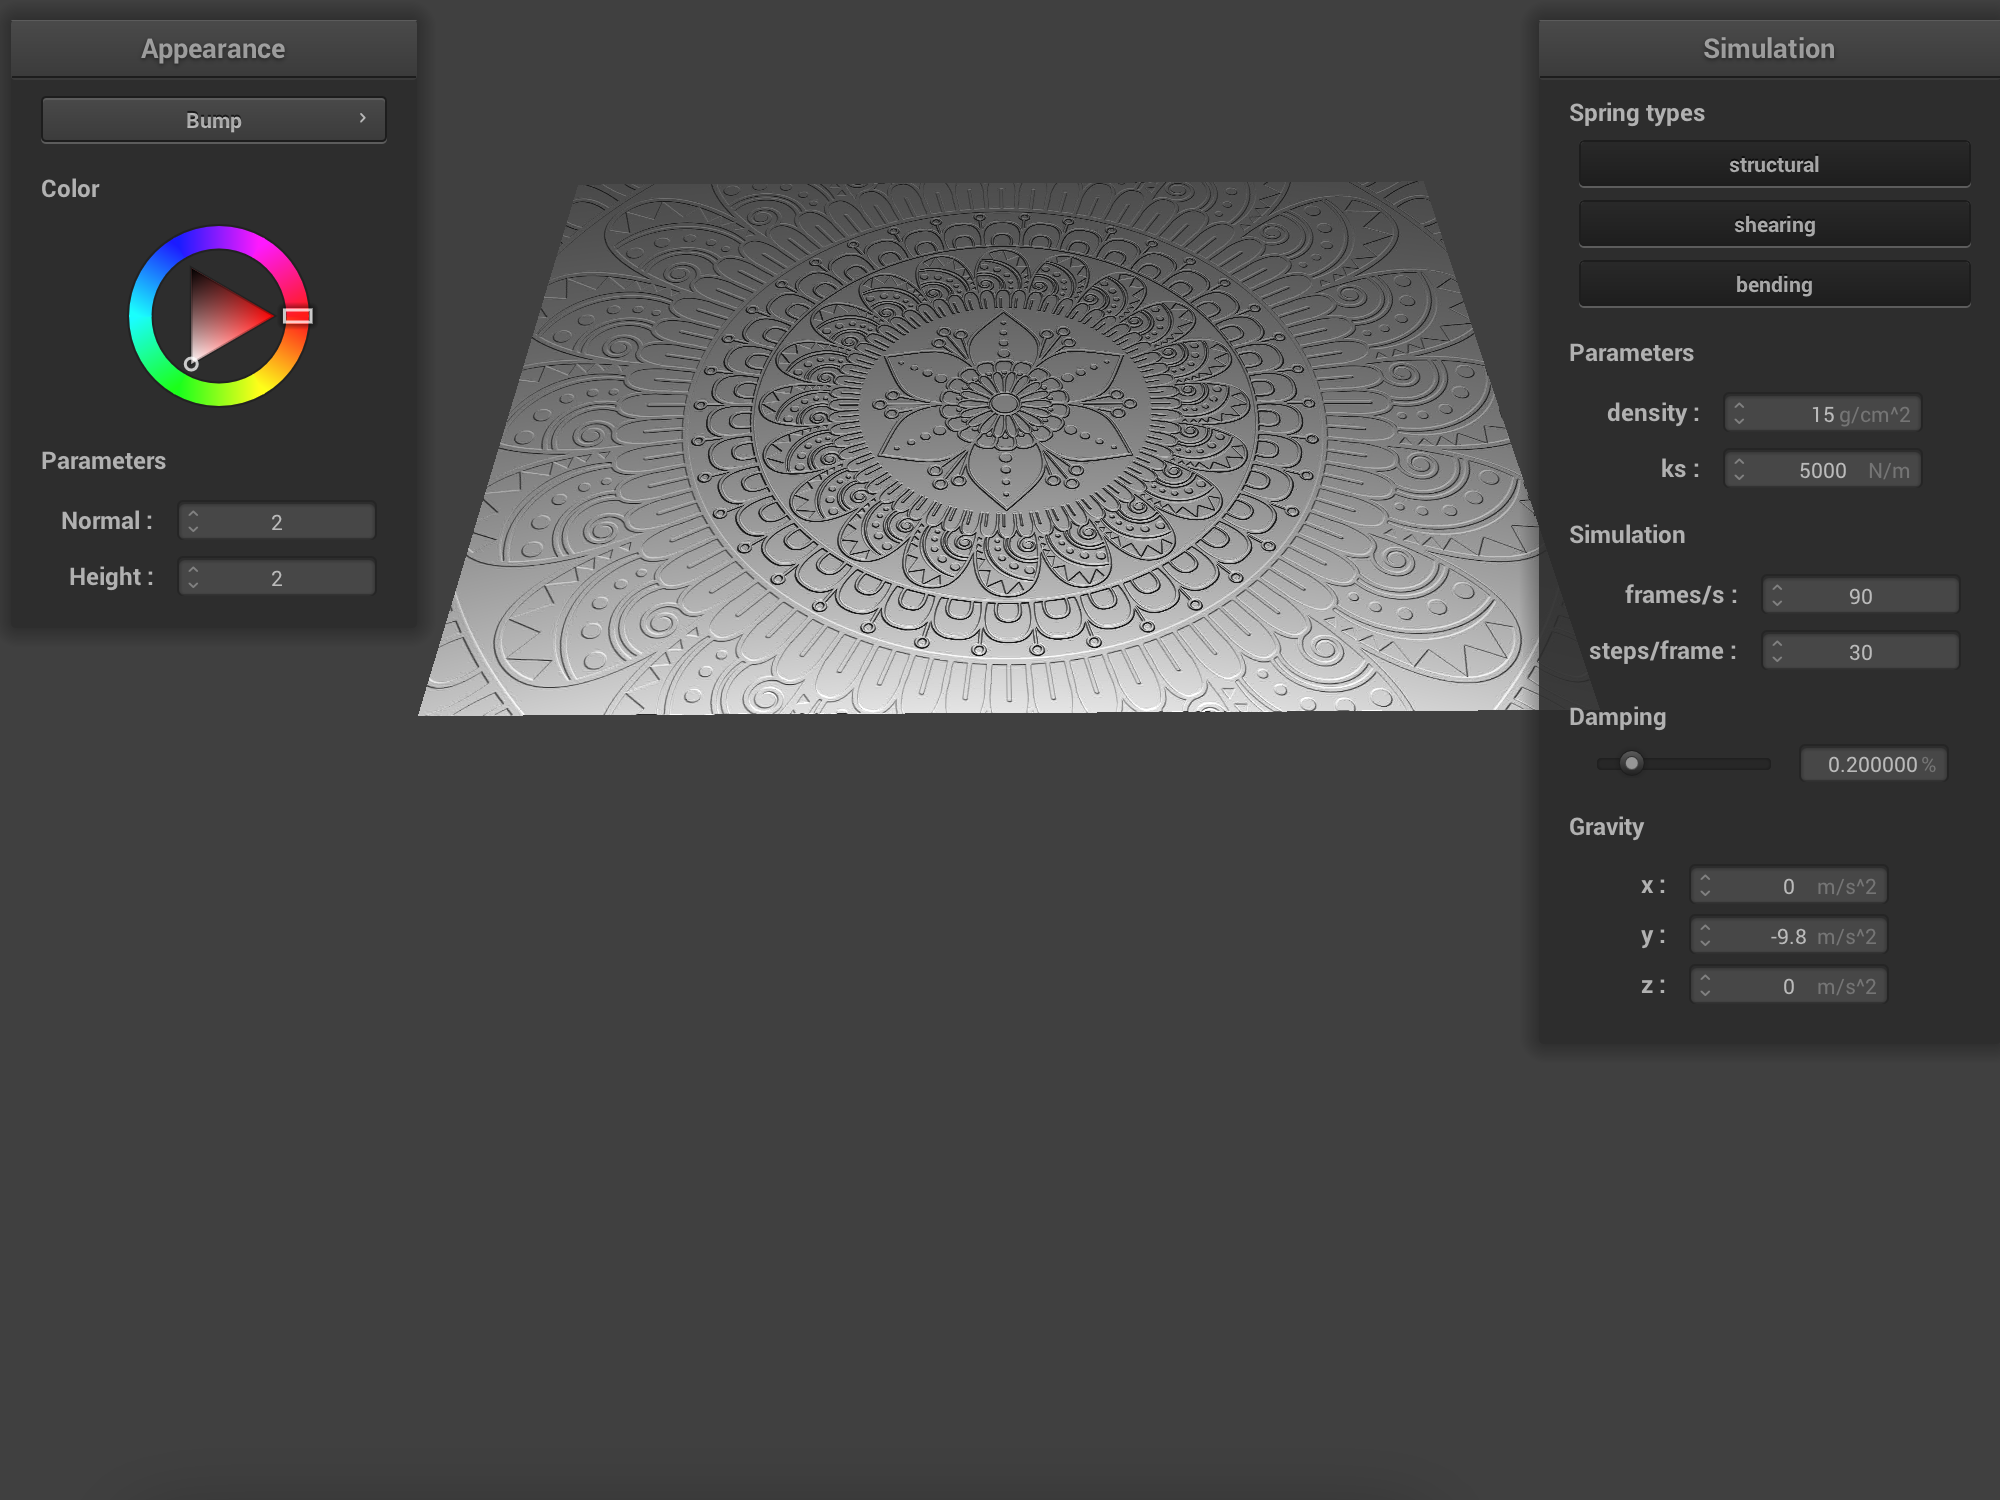 Appearance
Bump
Color
Parameters
Normal : 2
Height : 2
Simulation
Spring types
structural
shearing
bending
Parameters
density : 15 g/cm^2
ks : 5000 N/m
Simulation
frames/s : 90
steps/frame : 30
Damping
0.200000 %
Gravity
x : 0 m/s^2
y : -9.8 m/s^2
z : 0 m/s^2